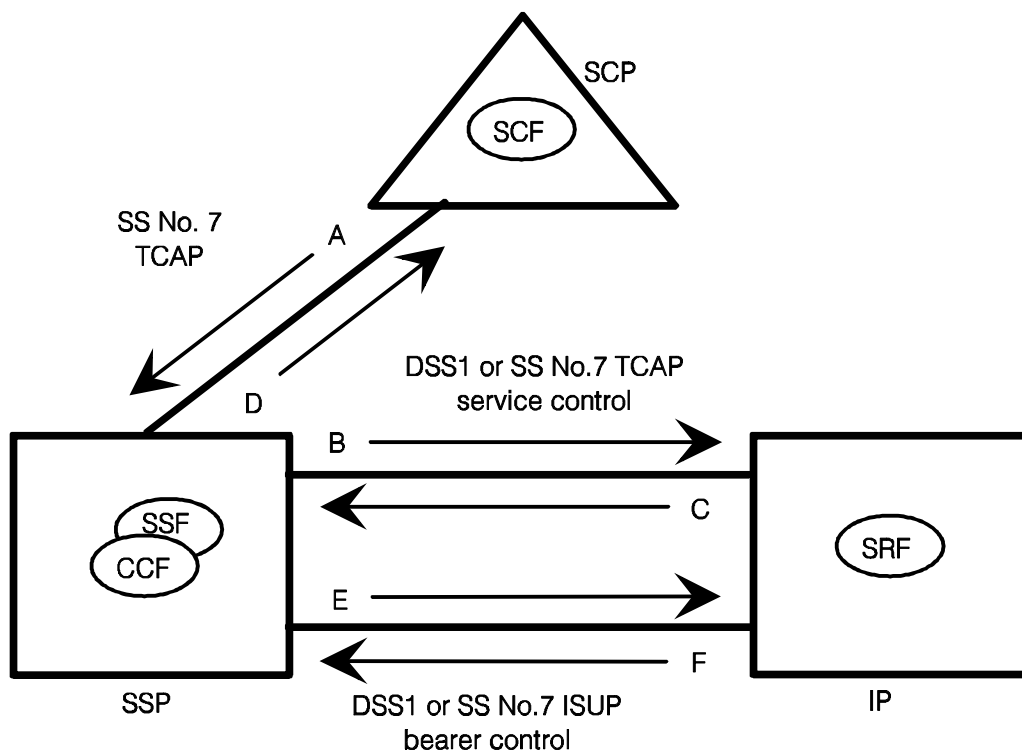 SCP
SCF
SS No. 7
TCAP
A
D
DSS1 or SS No.7 TCAP
service control
B
C
SSF
CCF
SRF
E
F
SSP
DSS1 or SS No.7 ISUP
bearer control
IP